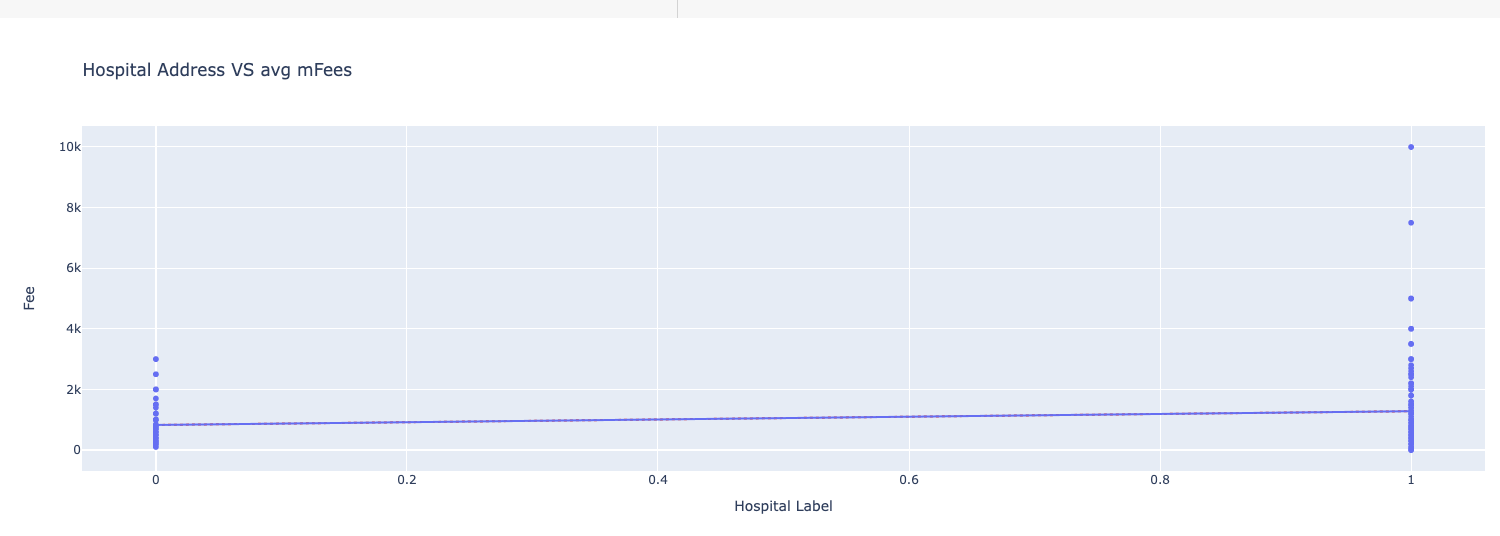 Hospital Address VS avg mFees
10k
8k
6k
4k
2k
0
Fee
0 0.2 0.4 0.6 0.8 1
Hospital Label